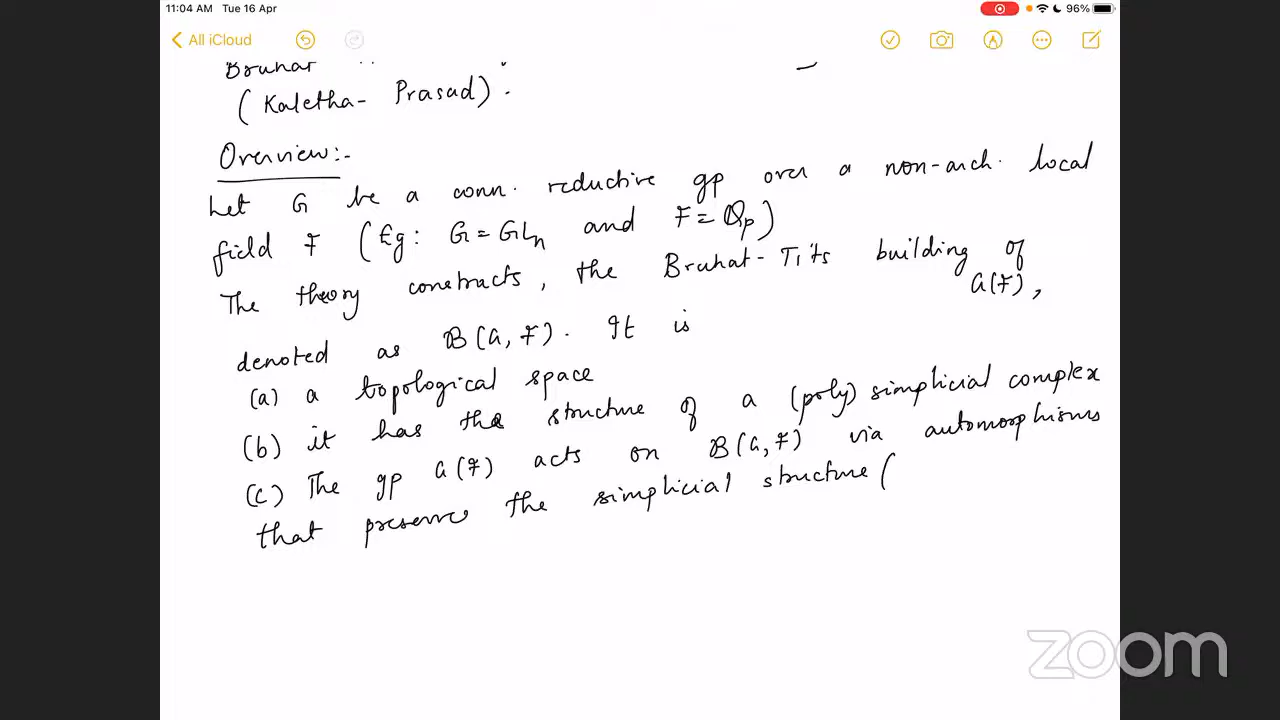 11:04 AM Tue 16 Apr
96%
All iCloud
Bruhat
(Kaletha- Prasad).
Overview:-
Let G be a conn. reductive gp over a non-arch. local
field F (Eg: G = GLn and F = Qp)
The theory constructs, the Bruhat-Tits building of
G(F),
denoted as B(G, F). It is
(a) a topological space
(b) it has the structure of a (poly) simplicial complex
(c) The gp G(F) acts on B(G, F) via automorphisms
that preserve the simplicial structure (
zoom